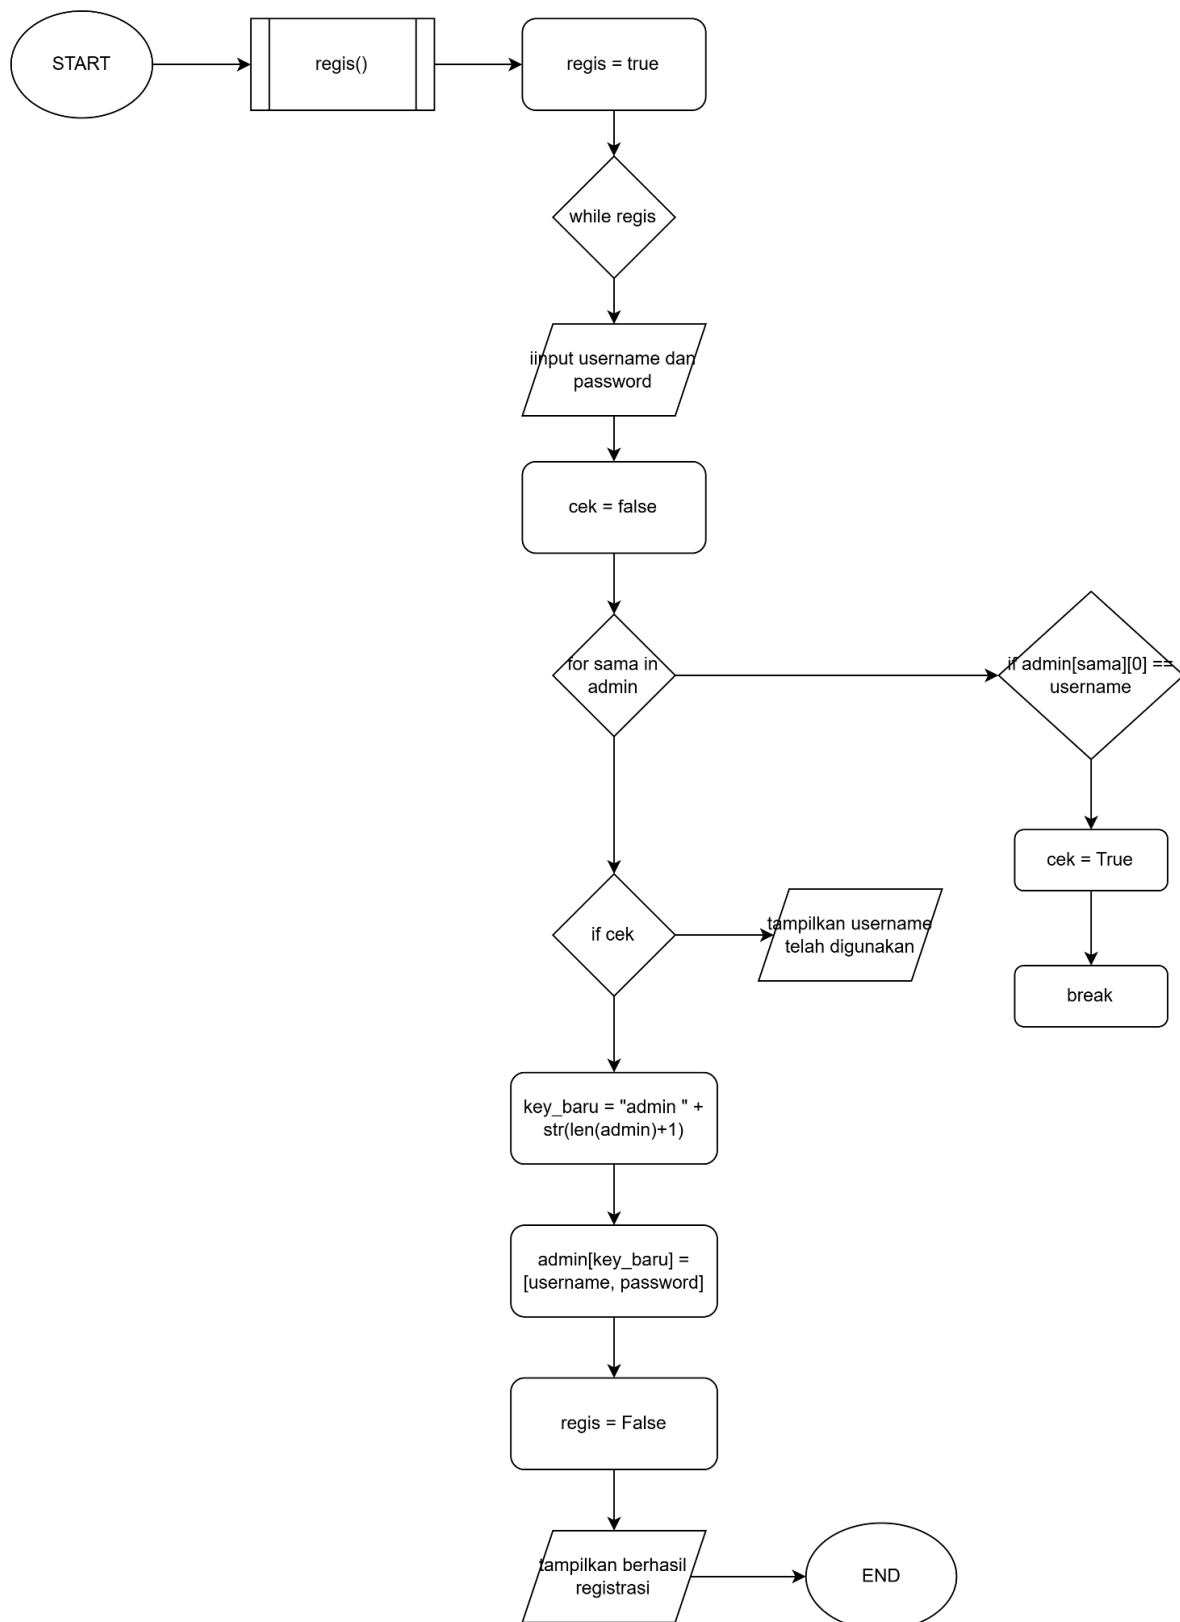 START
regis()
regis = true
while regis
iinput username dan
password
cek = false
for sama in
admin
if admin[sama][0] ==
username
cek = True
break
if cek
tampilkan username
telah digunakan
key_baru = "admin " +
str(len(admin)+1)
admin[key_baru] =
[username, password]
regis = False
tampilkan berhasil
registrasi
END